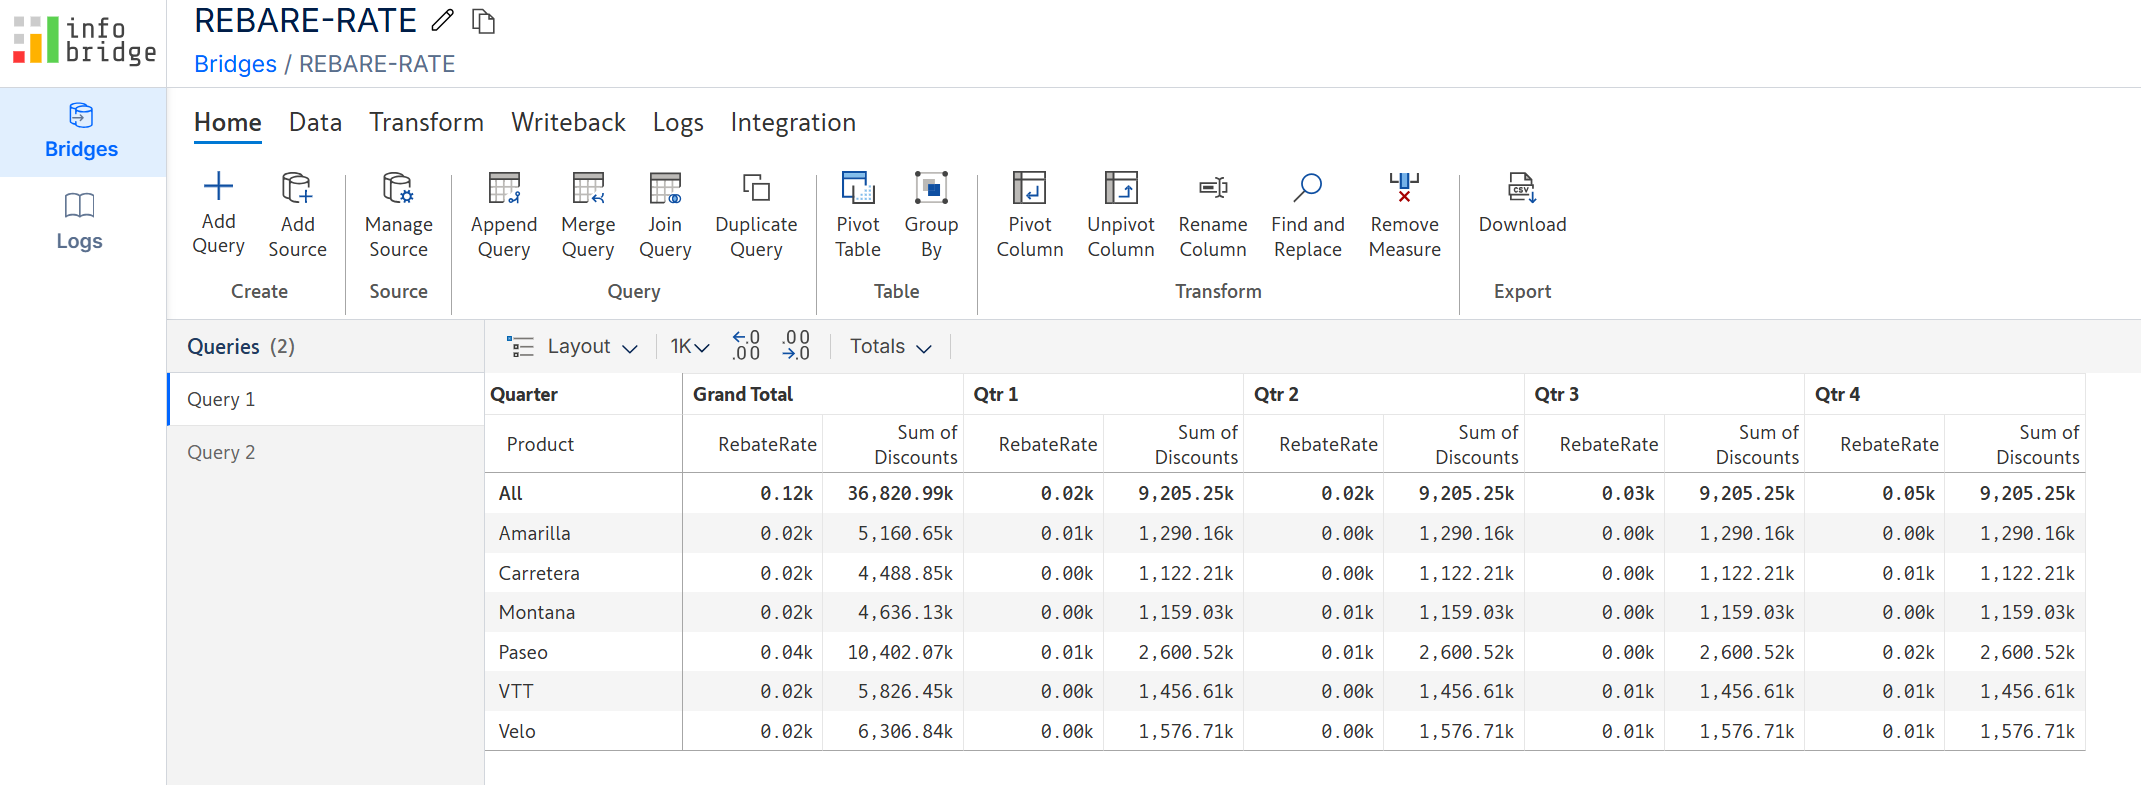 info
bridge
REBARE-RATE
Bridges / REBARE-RATE
Bridges
Logs
Home Data Transform Writeback Logs Integration
Add Query
Add Source
Manage Source
Append Query
Merge Query
Join Query
Duplicate Query
Pivot Table
Group By
Pivot Column
Unpivot Column
Rename Column
Find and Replace
Remove Measure
CSV
Download
Create Source Query Table Transform Export
Queries (2)
Query 1
Query 2
Layout 1K .0 .00 .00 .0 Totals
Quarter Grand Total Qtr 1 Qtr 2 Qtr 3 Qtr 4
Product RebateRate Sum of Discounts RebateRate Sum of Discounts RebateRate Sum of Discounts RebateRate Sum of Discounts RebateRate Sum of Discounts
All 0.12k 36,820.99k 0.02k 9,205.25k 0.02k 9,205.25k 0.03k 9,205.25k 0.05k 9,205.25k
Amarilla 0.02k 5,160.65k 0.01k 1,290.16k 0.00k 1,290.16k 0.00k 1,290.16k 0.00k 1,290.16k
Carretera 0.02k 4,488.85k 0.00k 1,122.21k 0.00k 1,122.21k 0.00k 1,122.21k 0.01k 1,122.21k
Montana 0.02k 4,636.13k 0.00k 1,159.03k 0.01k 1,159.03k 0.00k 1,159.03k 0.00k 1,159.03k
Paseo 0.04k 10,402.07k 0.01k 2,600.52k 0.01k 2,600.52k 0.00k 2,600.52k 0.02k 2,600.52k
VTT 0.02k 5,826.45k 0.00k 1,456.61k 0.00k 1,456.61k 0.01k 1,456.61k 0.01k 1,456.61k
Velo 0.02k 6,306.84k 0.00k 1,576.71k 0.00k 1,576.71k 0.01k 1,576.71k 0.01k 1,576.71k